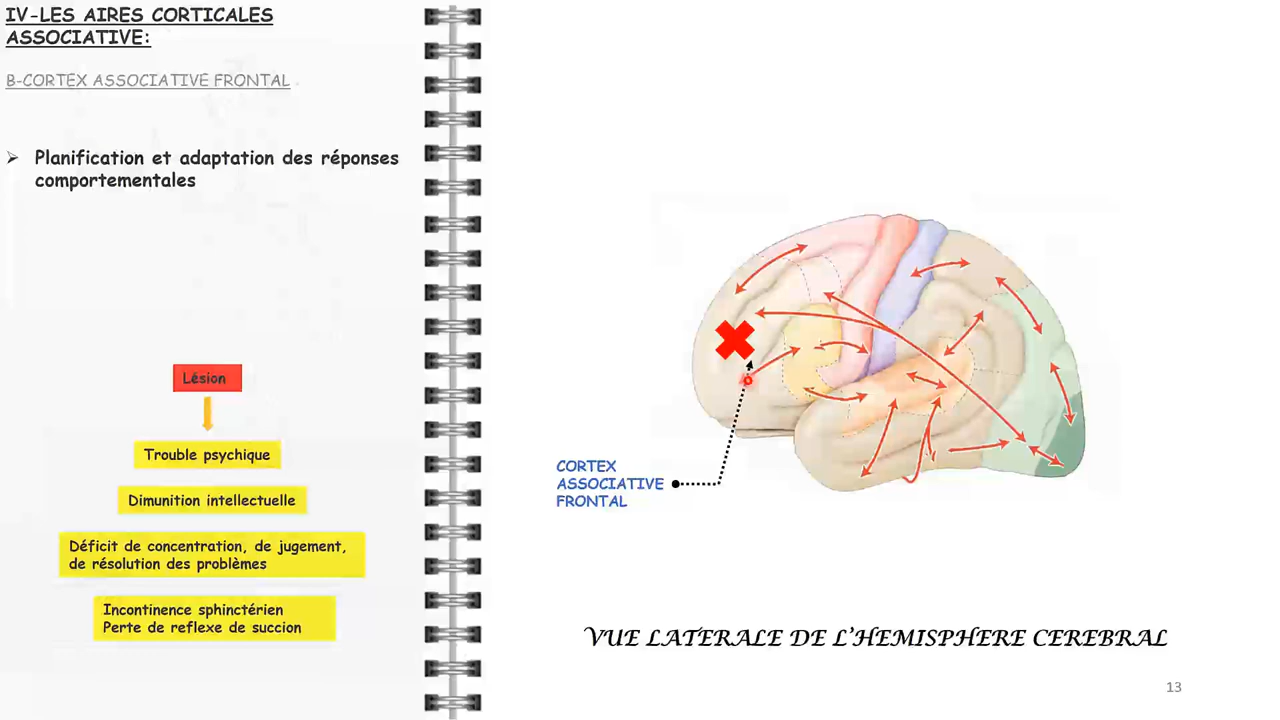 IV-LES AIRES CORTICALES
ASSOCIATIVE:
B-CORTEX ASSOCIATIVE FRONTAL
Planification et adaptation des réponses
comportementales
Lésion
Trouble psychique
Dimunition intellectuelle
Déficit de concentration, de jugement,
de résolution des problèmes
Incontinence sphinctérien
Perte de reflexe de succion
CORTEX
ASSOCIATIVE
FRONTAL
VUE LATERALE DE L'HEMISPHERE CEREBRAL
13